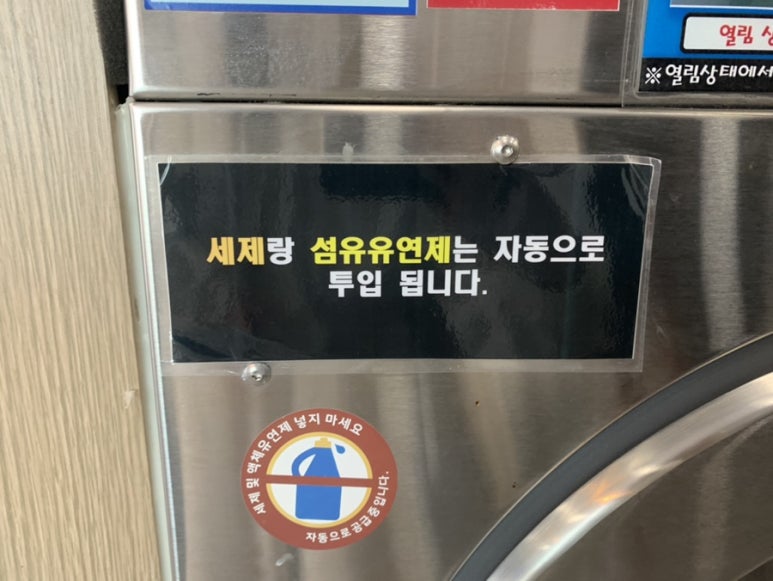 열림
※열림상태에서
세제랑 섬유유연제는 자동으로
투입 됩니다.
세제 및 액체유연제 넣지 마세요
자동으로 공급중입니다.